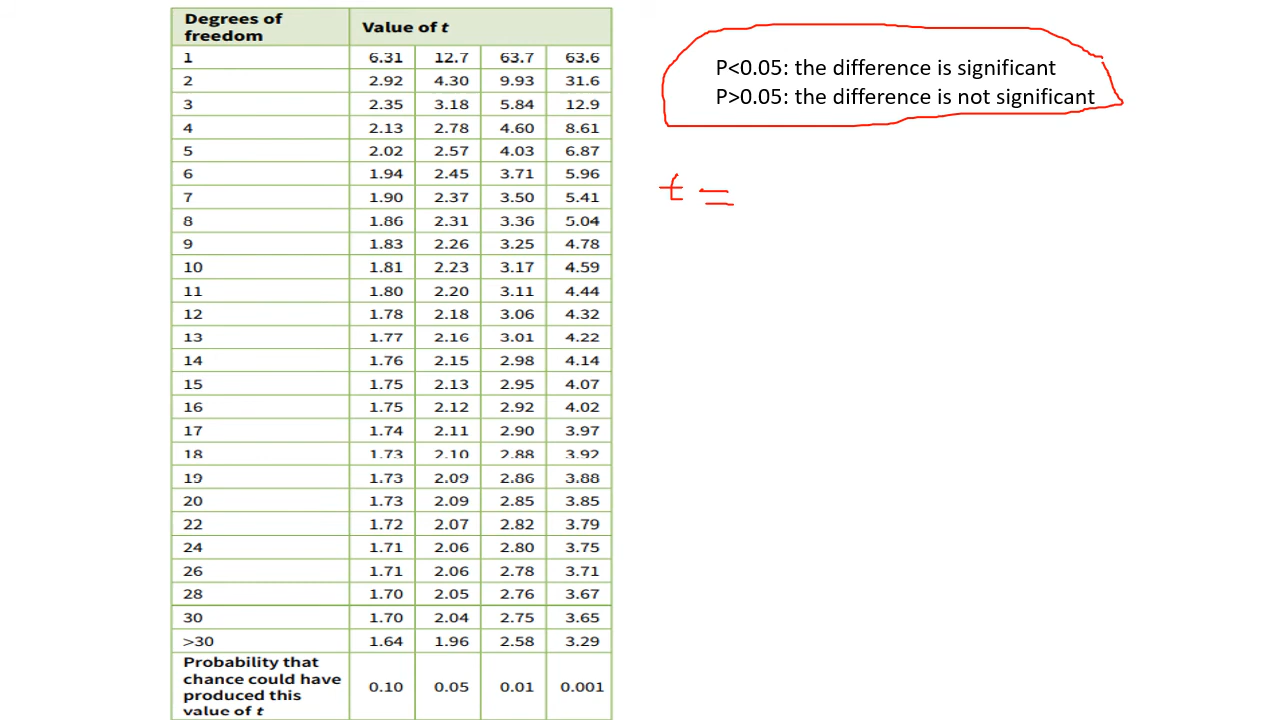 Degrees of freedom Value of t
1 6.31 12.7 63.7 63.6
2 2.92 4.30 9.93 31.6
3 2.35 3.18 5.84 12.9
4 2.13 2.78 4.60 8.61
5 2.02 2.57 4.03 6.87
6 1.94 2.45 3.71 5.96
7 1.90 2.37 3.50 5.41
8 1.86 2.31 3.36 5.04
9 1.83 2.26 3.25 4.78
10 1.81 2.23 3.17 4.59
11 1.80 2.20 3.11 4.44
12 1.78 2.18 3.06 4.32
13 1.77 2.16 3.01 4.22
14 1.76 2.15 2.98 4.14
15 1.75 2.13 2.95 4.07
16 1.75 2.12 2.92 4.02
17 1.74 2.11 2.90 3.97
18 1.73 2.10 2.88 3.92
19 1.73 2.09 2.86 3.88
20 1.73 2.09 2.85 3.85
22 1.72 2.07 2.82 3.79
24 1.71 2.06 2.80 3.75
26 1.71 2.06 2.78 3.71
28 1.70 2.05 2.76 3.67
30 1.70 2.04 2.75 3.65
>30 1.64 1.96 2.58 3.29
Probability that
chance could have
produced this
value of t 0.10 0.05 0.01 0.001
P<0.05: the difference is significant
P>0.05: the difference is not significant
t =